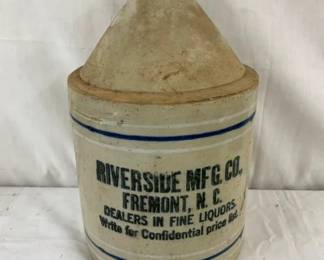 RIVERSIDE MFG. CO.,
FREMONT, N. C.
DEALERS IN FINE LIQUORS.
Write for Confidential price list.